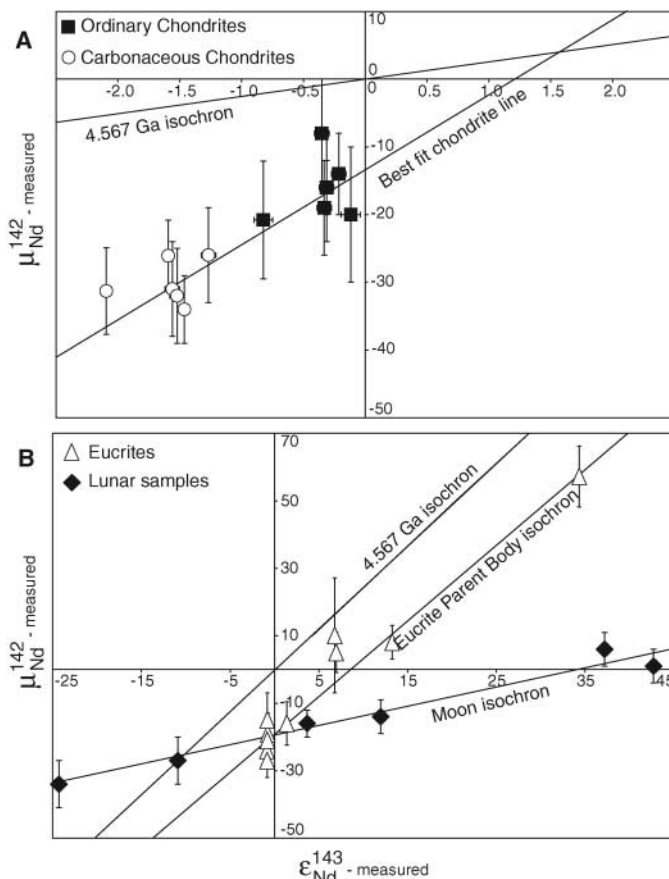 A
Ordinary Chondrites
Carbonaceous Chondrites
10
0
-2.0
-1.5
-1.0
-0.5
0
0.5
1.0
1.5
2.0
4.567 Ga isochron
Best fit chondrite line
-10
-20
-30
-40
-50
μ142Nd - measured
B
Eucrites
Lunar samples
70
50
30
10
-25
-15
5
15
25
35
45
-10
-30
-50
4.567 Ga isochron
Eucrite Parent Body isochron
Moon isochron
μ142Nd - measured
ε143Nd - measured